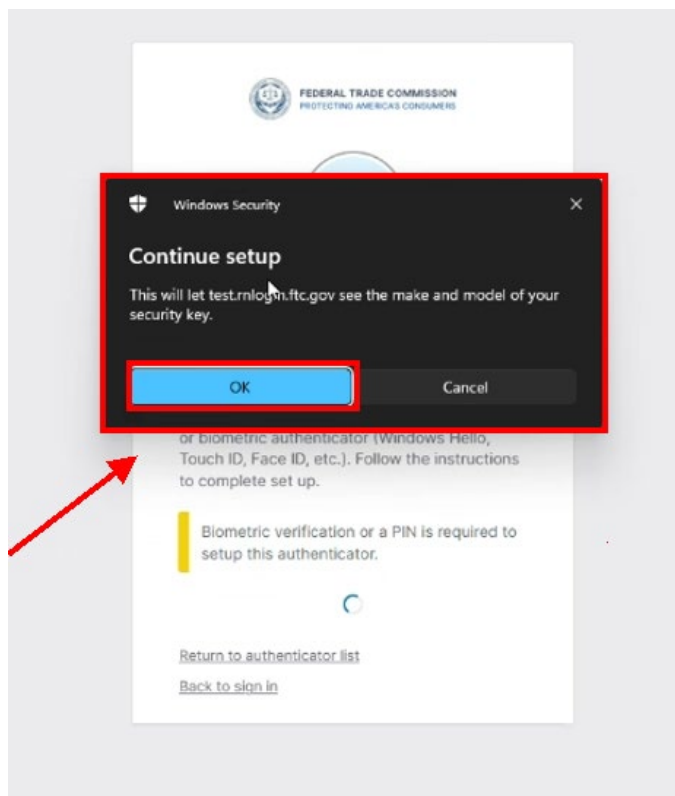 FEDERAL TRADE COMMISSION
PROTECTING AMERICA'S CONSUMERS
Windows Security
Continue setup
This will let test.rnlogin.ftc.gov see the make and model of your
security key.
OK
Cancel
or biometric authenticator (Windows Hello,
Touch ID, Face ID, etc.). Follow the instructions
to complete set up.
Biometric verification or a PIN is required to
setup this authenticator.
Return to authenticator list
Back to sign in